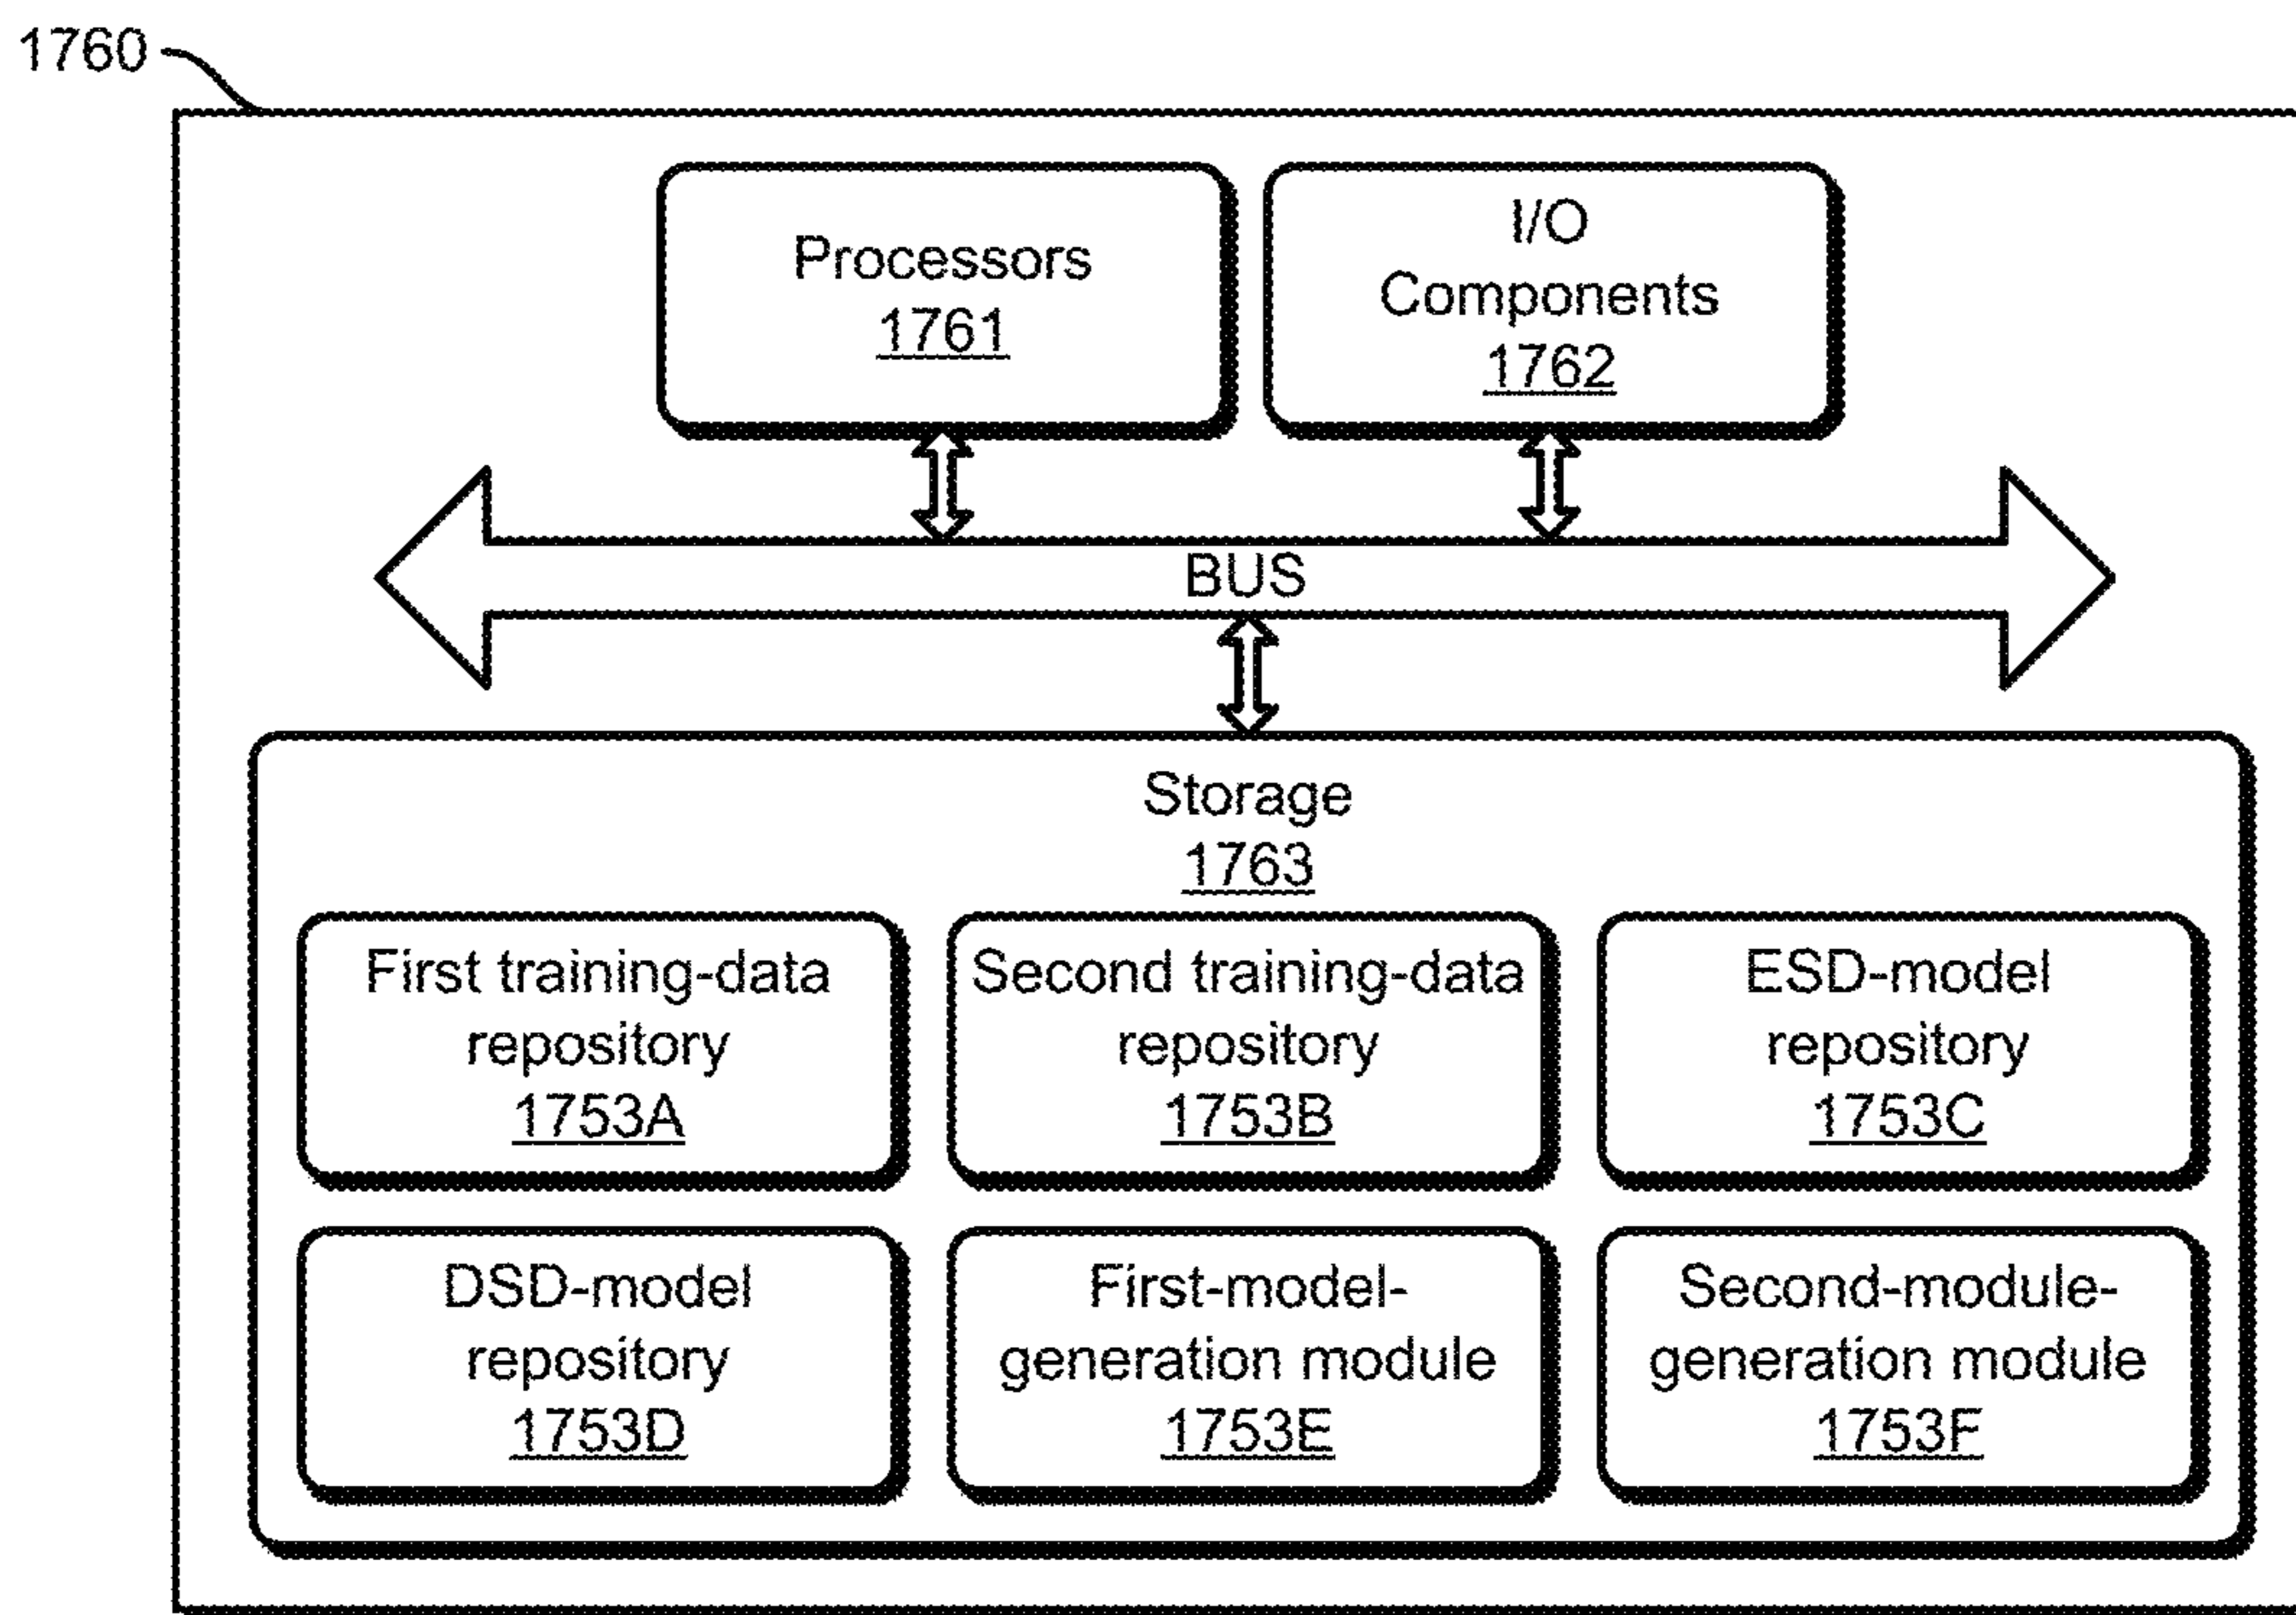 1760
Processors
1761
I/O
Components
1762
BUS
Storage
1763
First training-data
repository
1753A
Second training-data
repository
1753B
ESD-model
repository
1753C
DSD-model
repository
1753D
First-model-
generation module
1753E
Second-module-
generation module
1753F